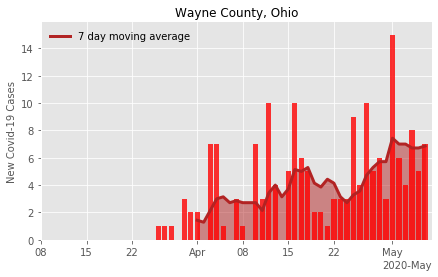 Wayne County, Ohio
7 day moving average
New Covid-19 Cases
14
12
10
8
6
4
2
0
08
15
22
Apr
08
15
22
May
2020-May